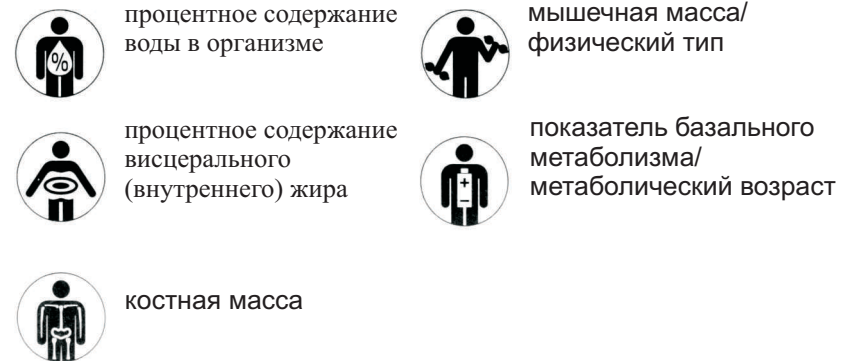 процентное содержание
воды в организме
мышечная масса/
физический тип
%
процентное содержание
висцерального
(внутреннего) жира
показатель базального
метаболизма/
метаболический возраст
+
−
костная масса